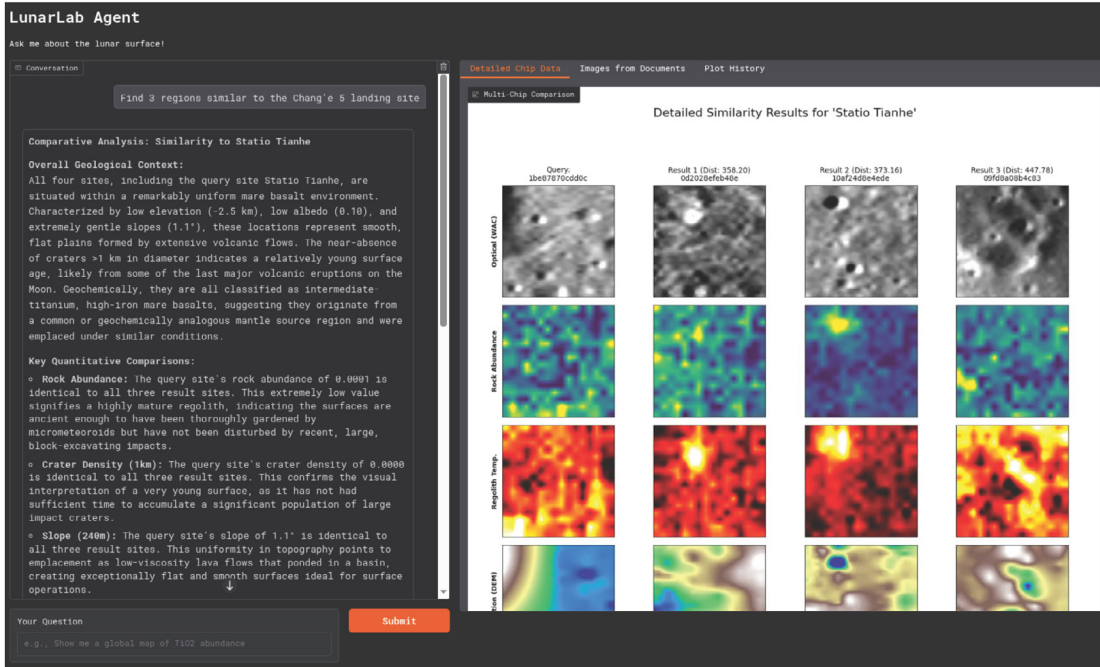 LunarLab Agent
Ask me about the lunar surface!
Conversation
Find 3 regions similar to the Chang'e 5 landing site
Comparative Analysis: Similarity to Statio Tianhe
Overall Geological Context:
All four sites, including the query site Statio Tianhe, are
situated within a remarkably uniform mare basalt environment.
Characterized by low elevation (-2.5 km), low albedo (0.10), and
extremely gentle slopes (1.1°), these locations represent smooth,
flat plains formed by extensive volcanic flows. The near-absence
of craters >1 km in diameter indicates a relatively young surface
age, likely from some of the last major volcanic eruptions on the
Moon. Geochemically, they are all classified as intermediate-
titanium, high-iron mare basalts, suggesting they originate from
a common or geochemically analogous mantle source region and were
emplaced under similar conditions.
Key Quantitative Comparisons:
Rock Abundance: The query site's rock abundance of 0.0001 is
identical to all three result sites. This extremely low value
signifies a highly mature regolith, indicating the surfaces are
ancient enough to have been thoroughly gardened by
micrometeoroids but have not been disturbed by recent, large,
block-excavating impacts.
Crater Density (1km): The query site's crater density of 0.0000
is identical to all three result sites. This confirms the visual
interpretation of a very young surface, as it has not had
sufficient time to accumulate a significant population of large
impact craters.
Slope (240m): The query site's slope of 1.1° is identical to
all three result sites. This uniformity in topography points to
emplacement as low-viscosity lava flows that ponded in a basin,
creating exceptionally flat and smooth surfaces ideal for surface
operations.
Your Question
e.g., Show me a global map of TiO2 abundance
Submit
Detailed Chip Data
Images from Documents
Plot History
Multi-Chip Comparison
Detailed Similarity Results for 'Statio Tianhe'
Query:
1be87870cdd0c
Result 1 (Dist: 358.20)
0d2028efeb48e
Result 2 (Dist: 373.16)
10af24d8e4ede
Result 3 (Dist: 447.78)
09fd8a08b4c83
Optical (WAC)
Rock Abundance
Regolith Temp.
tion (DEM)